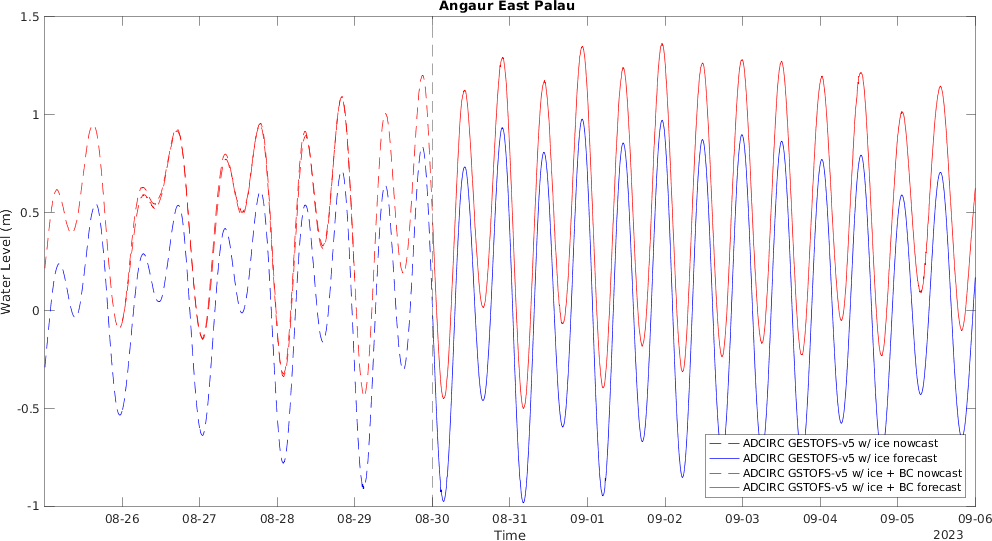 Angaur East Palau
1.5
1
0.5
0
-0.5
-1
Water Level (m)
ADCIRC GESTOFS-v5 w/ ice nowcast
ADCIRC GESTOFS-v5 w/ ice forecast
ADCIRC GSTOFS-v5 w/ ice + BC nowcast
ADCIRC GSTOFS-v5 w/ ice + BC forecast
08-26 08-27 08-28 08-29 08-30 08-31 09-01 09-02 09-03 09-04 09-05 09-06
Time
2023